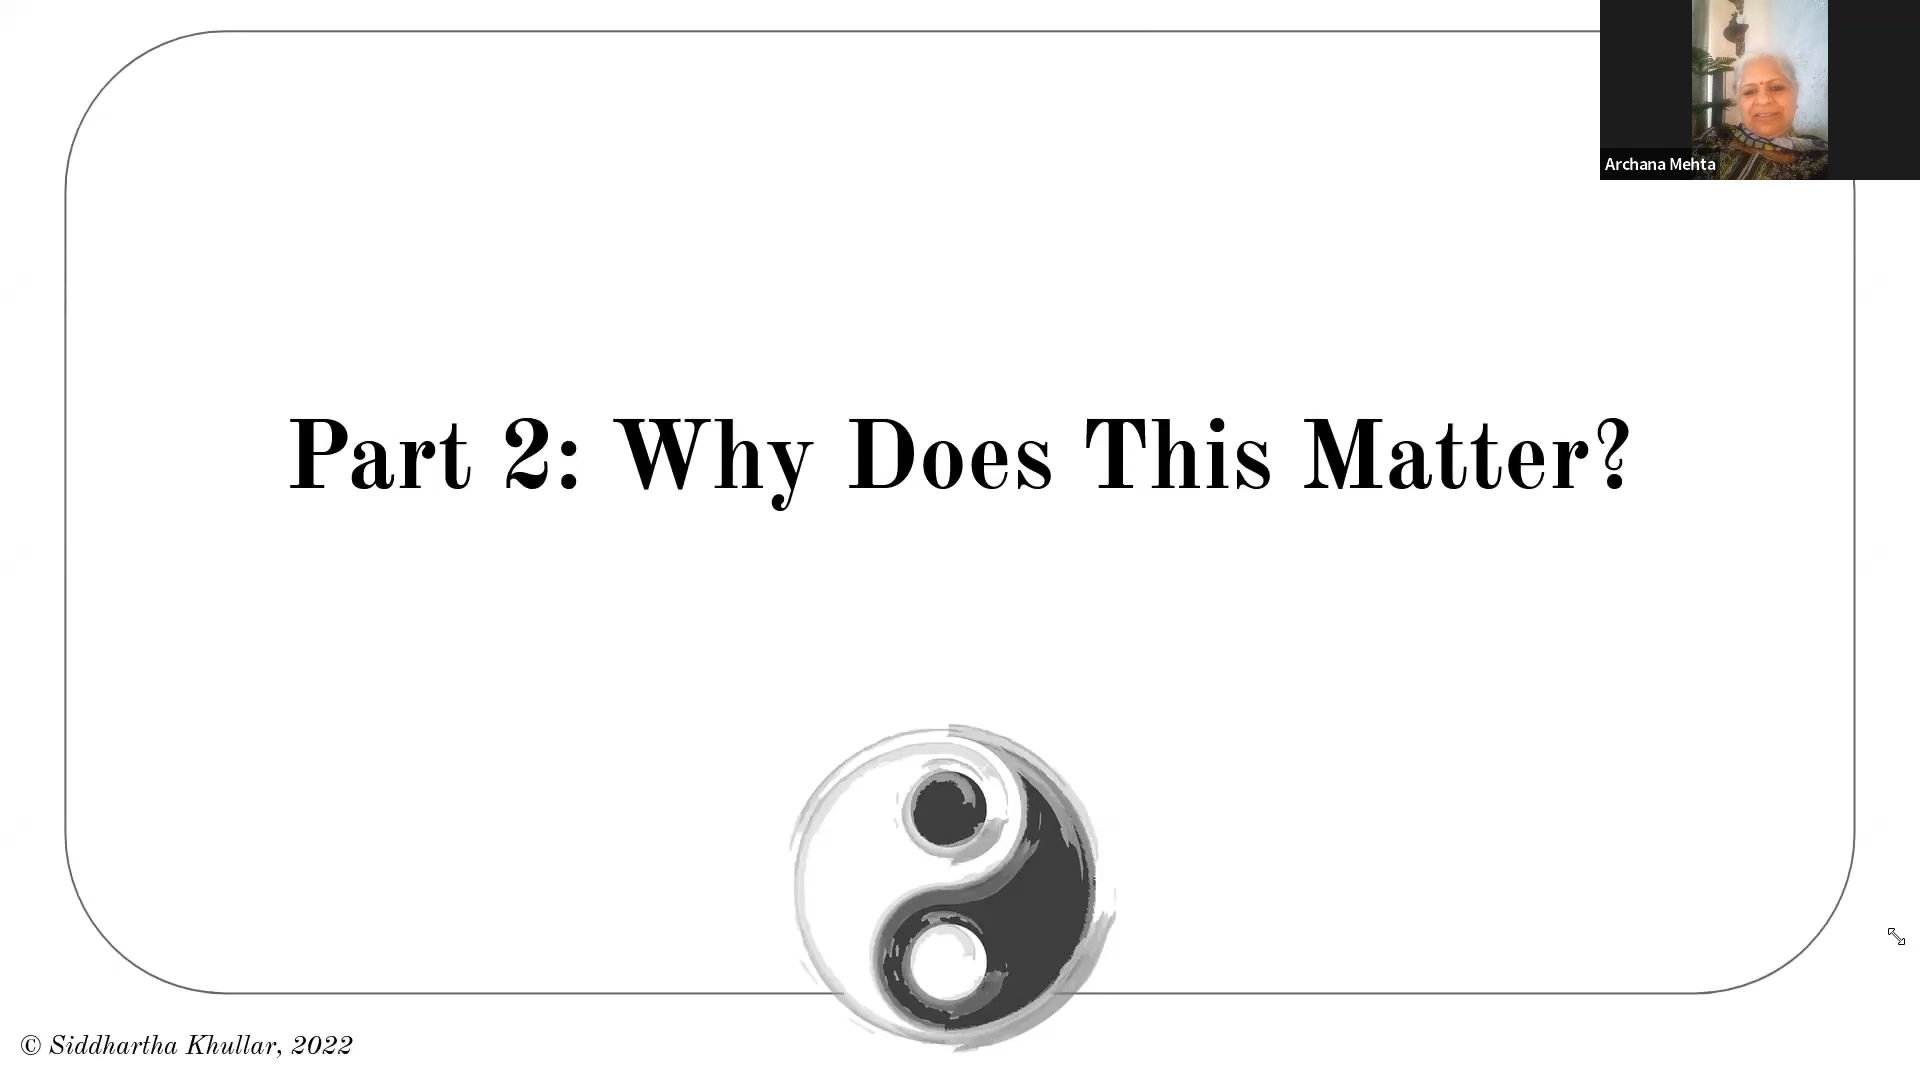 Archana Mehta
Part 2: Why Does This Matter?
© Siddhartha Khullar, 2022